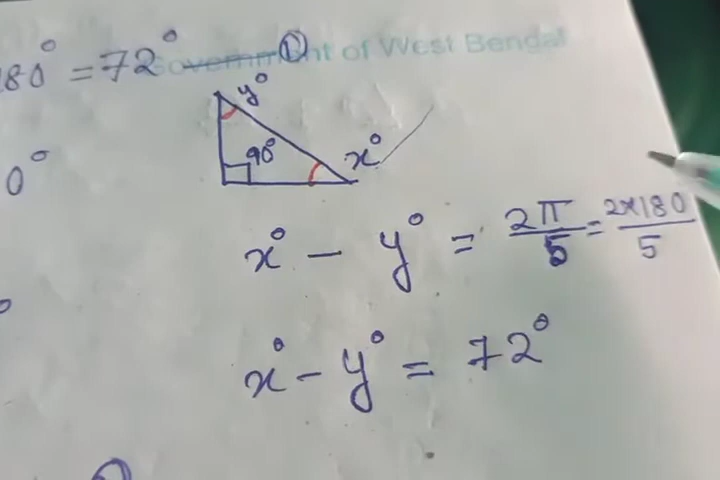 180° = 72° ①
Government of West Bengal
0°
y°
90°
x°
x° - y° = 2π/5 = 2×180/5
x° - y° = 72°